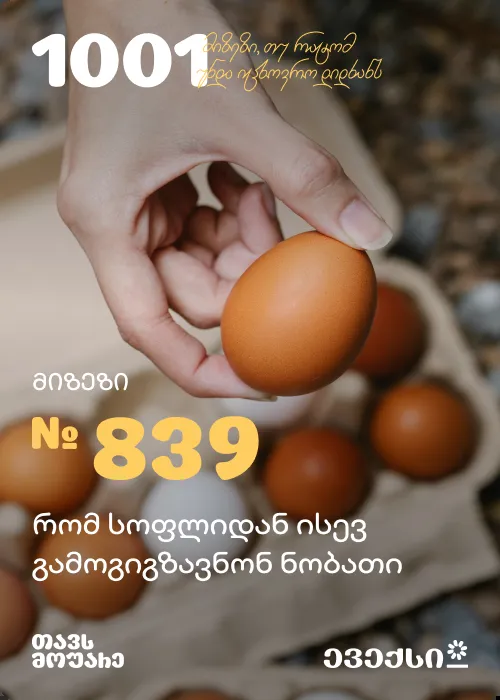 1001 მიზეზი, თუ რატომ
უნდა იცხოვრო დიდხანს
მიზეზი
№ 839
რომ სოფლიდან ისევ
გამოგიგზავნონ ნობათი
თავს
მოუარე
ევექსი